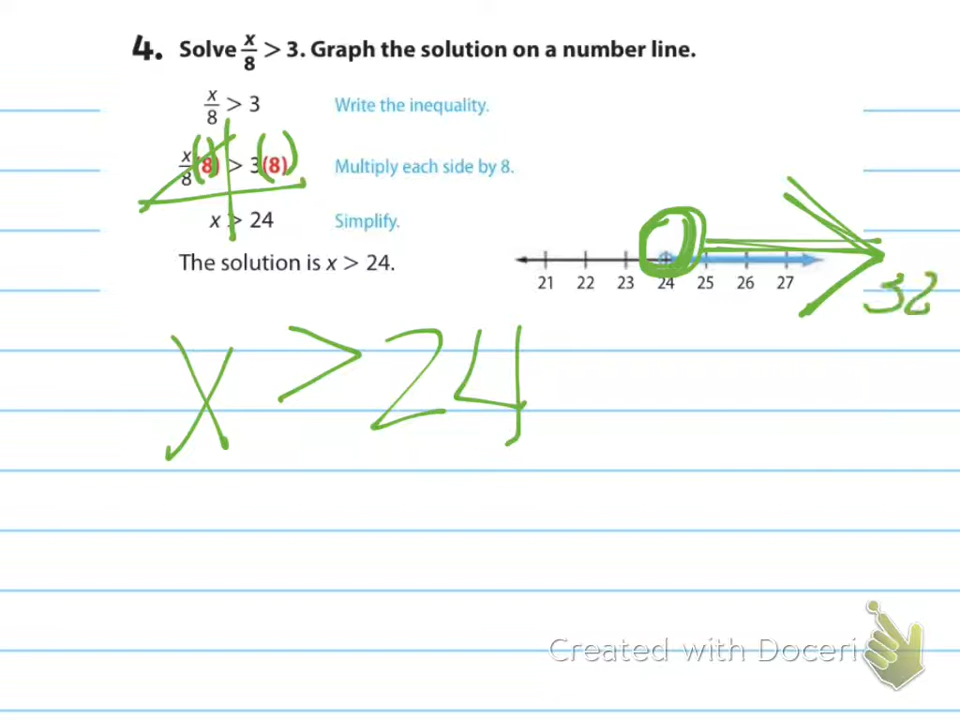 4. Solve x/8 > 3. Graph the solution on a number line.
x/8 > 3 Write the inequality.
x/8 (8) > 3(8) Multiply each side by 8.
x > 24 Simplify.
The solution is x > 24.
21 22 23 24 25 26 27
32
x > 24
Created with Doceri